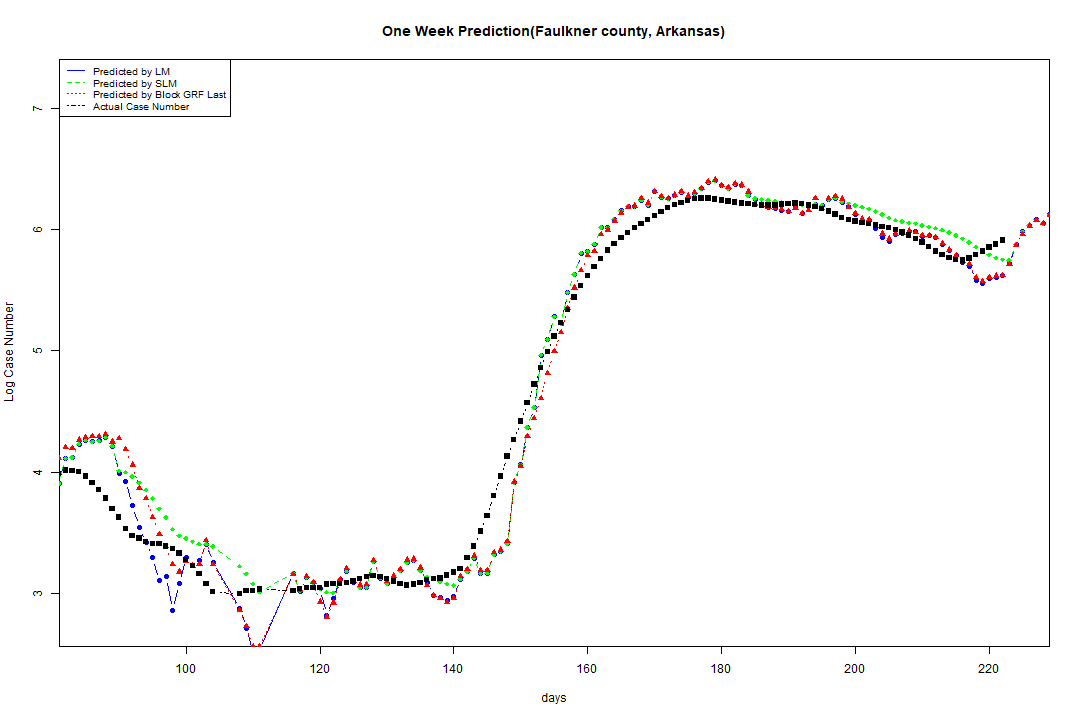 One Week Prediction(Faulkner county, Arkansas)
Predicted by LM
Predicted by SLM
Predicted by Block GRF Last
Actual Case Number
7
6
5
4
3
Log Case Number
100 120 140 160 180 200 220
days